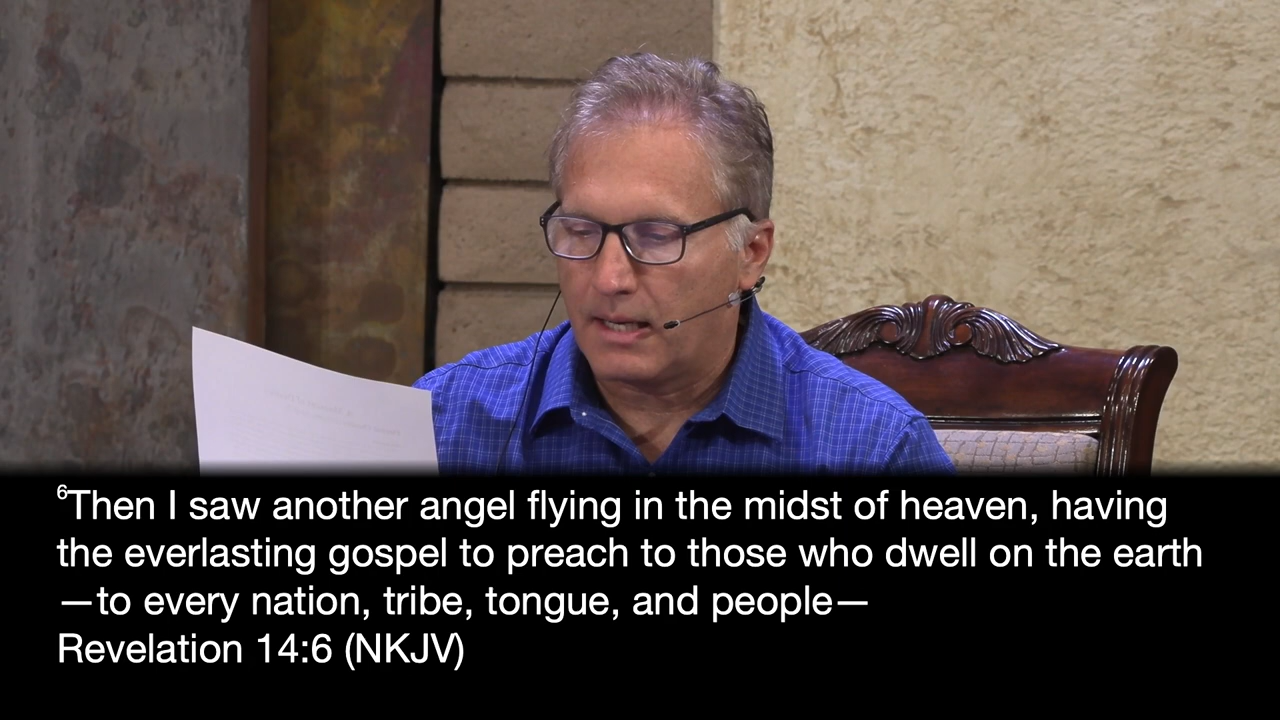 ⁶Then I saw another angel flying in the midst of heaven, having
the everlasting gospel to preach to those who dwell on the earth
—to every nation, tribe, tongue, and people—
Revelation 14:6 (NKJV)